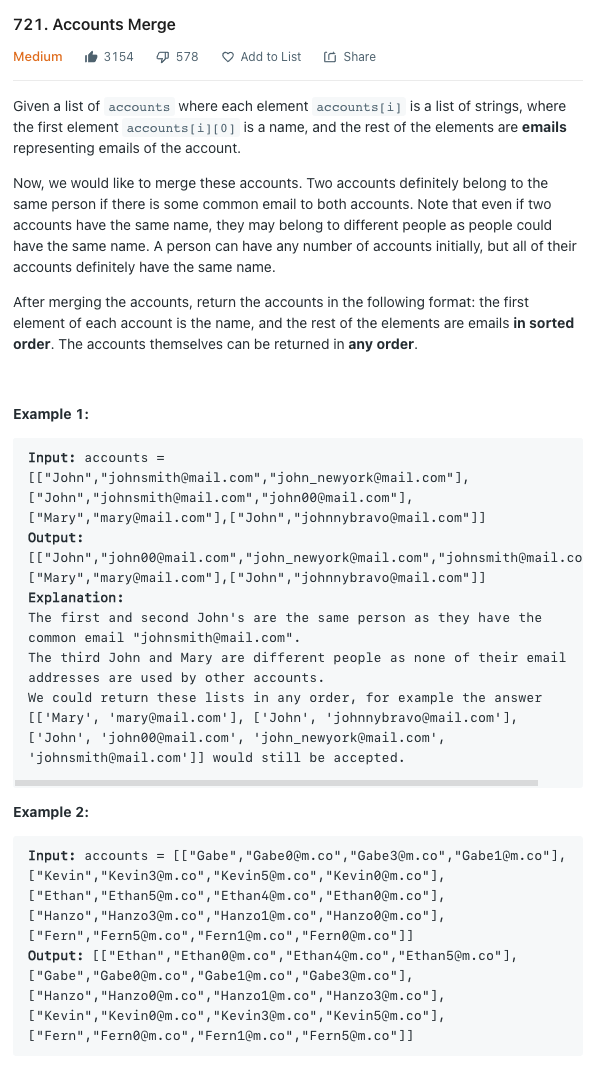 721. Accounts Merge
Medium 3154 578 Add to List Share
Given a list of accounts where each element accounts[i] is a list of strings, where
the first element accounts[i][0] is a name, and the rest of the elements are emails
representing emails of the account.
Now, we would like to merge these accounts. Two accounts definitely belong to the
same person if there is some common email to both accounts. Note that even if two
accounts have the same name, they may belong to different people as people could
have the same name. A person can have any number of accounts initially, but all of their
accounts definitely have the same name.
After merging the accounts, return the accounts in the following format: the first
element of each account is the name, and the rest of the elements are emails in sorted
order. The accounts themselves can be returned in any order.
Example 1:
Input: accounts =
[["John","johnsmith@mail.com","john_newyork@mail.com"],
["John","johnsmith@mail.com","john00@mail.com"],
["Mary","mary@mail.com"],["John","johnnybravo@mail.com"]]
Output:
[["John","john00@mail.com","john_newyork@mail.com","johnsmith@mail.co
["Mary","mary@mail.com"],["John","johnnybravo@mail.com"]]
Explanation:
The first and second John's are the same person as they have the
common email "johnsmith@mail.com".
The third John and Mary are different people as none of their email
addresses are used by other accounts.
We could return these lists in any order, for example the answer
[['Mary', 'mary@mail.com'], ['John', 'johnnybravo@mail.com'],
['John', 'john00@mail.com', 'john_newyork@mail.com',
'johnsmith@mail.com']] would still be accepted.
Example 2:
Input: accounts = [["Gabe","Gabe0@m.co","Gabe3@m.co","Gabe1@m.co"],
["Kevin","Kevin3@m.co","Kevin5@m.co","Kevin0@m.co"],
["Ethan","Ethan5@m.co","Ethan4@m.co","Ethan0@m.co"],
["Hanzo","Hanzo3@m.co","Hanzo1@m.co","Hanzo0@m.co"],
["Fern","Fern5@m.co","Fern1@m.co","Fern0@m.co"]]
Output: [["Ethan","Ethan0@m.co","Ethan4@m.co","Ethan5@m.co"],
["Gabe","Gabe0@m.co","Gabe1@m.co","Gabe3@m.co"],
["Hanzo","Hanzo0@m.co","Hanzo1@m.co","Hanzo3@m.co"],
["Kevin","Kevin0@m.co","Kevin3@m.co","Kevin5@m.co"],
["Fern","Fern0@m.co","Fern1@m.co","Fern5@m.co"]]